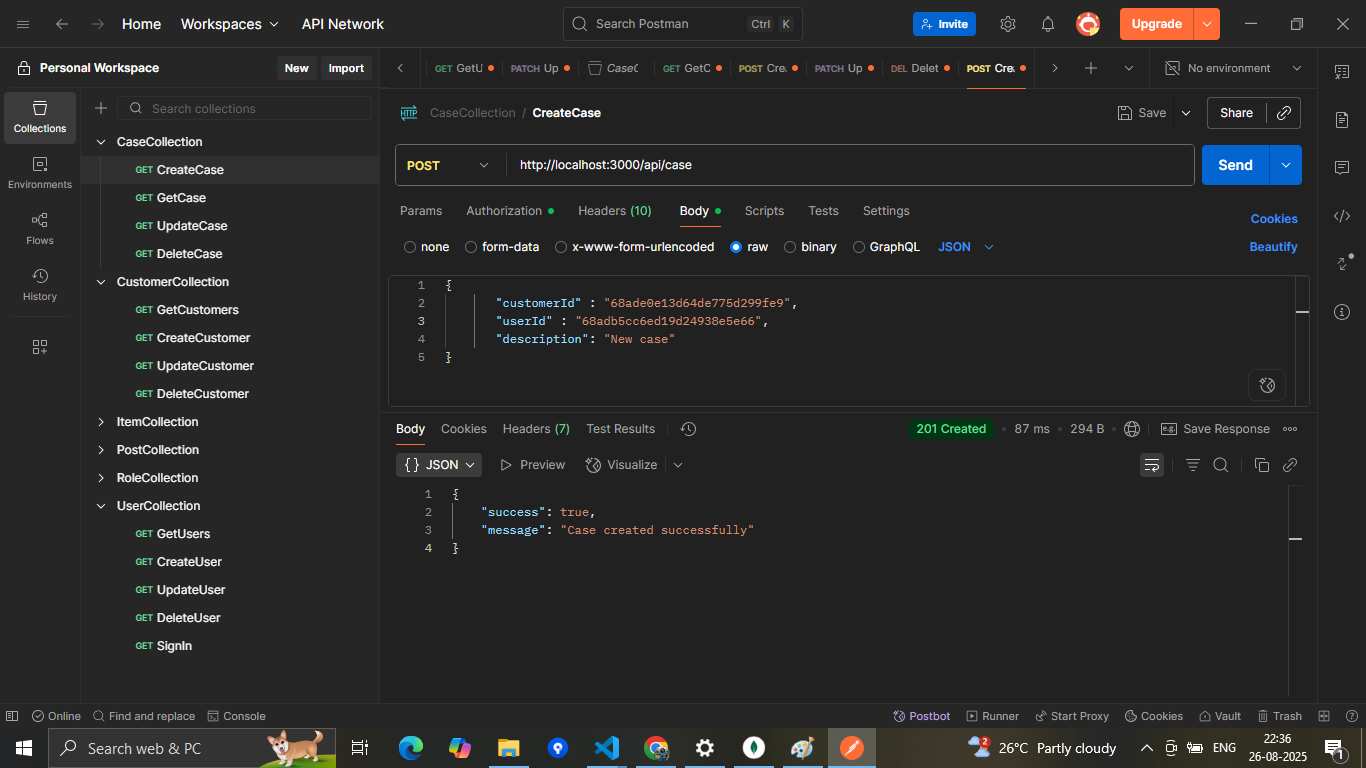 Home Workspaces API Network Search Postman Ctrl K Invite Upgrade
Personal Workspace New Import GET GetU PATCH Up CaseC GET GetC POST Cre PATCH Up DEL Delet POST Cre No environment
Search collections
Collections
Environments
Flows
History
CaseCollection
GET CreateCase
GET GetCase
GET UpdateCase
GET DeleteCase
CustomerCollection
GET GetCustomers
GET CreateCustomer
GET UpdateCustomer
GET DeleteCustomer
ItemCollection
PostCollection
RoleCollection
UserCollection
GET GetUsers
GET CreateUser
GET UpdateUser
GET DeleteUser
GET SignIn
HTTP CaseCollection / CreateCase Save Share
POST http://localhost:3000/api/case Send
Params Authorization Headers (10) Body Scripts Tests Settings Cookies
none form-data x-www-form-urlencoded raw binary GraphQL JSON Beautify
1 {
2 "customerId" : "68ade0e13d64de775d299fe9",
3 "userId" : "68adb5cc6ed19d24938e5e66",
4 "description": "New case"
5 }
Body Cookies Headers (7) Test Results 201 Created 87 ms 294 B e.g. Save Response
{} JSON Preview Visualize
1 {
2 "success": true,
3 "message": "Case created successfully"
4 }
Online Find and replace Console Postbot Runner Start Proxy Cookies Vault Trash
Search web & PC 2 26°C Partly cloudy ENG 22:36
26-08-2025 1